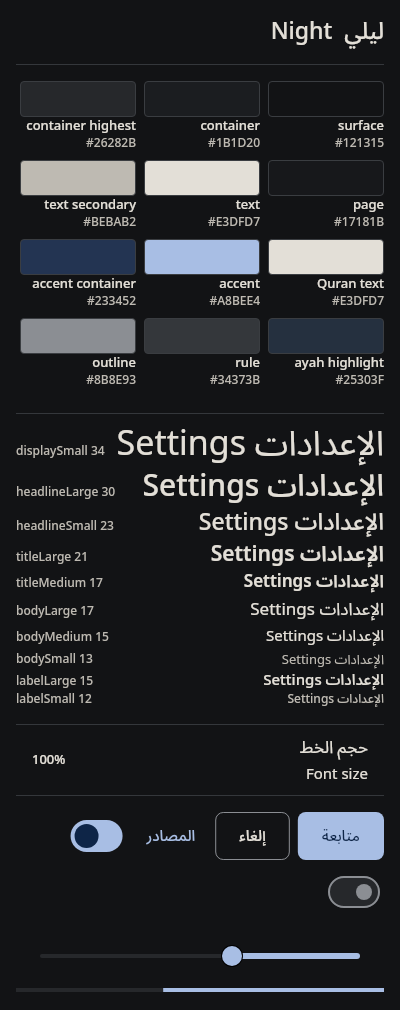 ليلي Night
surface
#121315
container
#1B1D20
container highest
#26282B
page
#17181B
text
#E3DFD7
text secondary
#BEBAB2
Quran text
#E3DFD7
accent
#A8BEE4
accent container
#233452
ayah highlight
#25303F
rule
#34373B
outline
#8B8E93
الإعدادات Settings displaySmall 34
الإعدادات Settings headlineLarge 30
الإعدادات Settings headlineSmall 23
الإعدادات Settings titleLarge 21
الإعدادات Settings titleMedium 17
الإعدادات Settings bodyLarge 17
الإعدادات Settings bodyMedium 15
الإعدادات Settings bodySmall 13
الإعدادات Settings labelLarge 15
الإعدادات Settings labelSmall 12
حجم الخط
Font size
100%
متابعة
إلغاء
المصادر